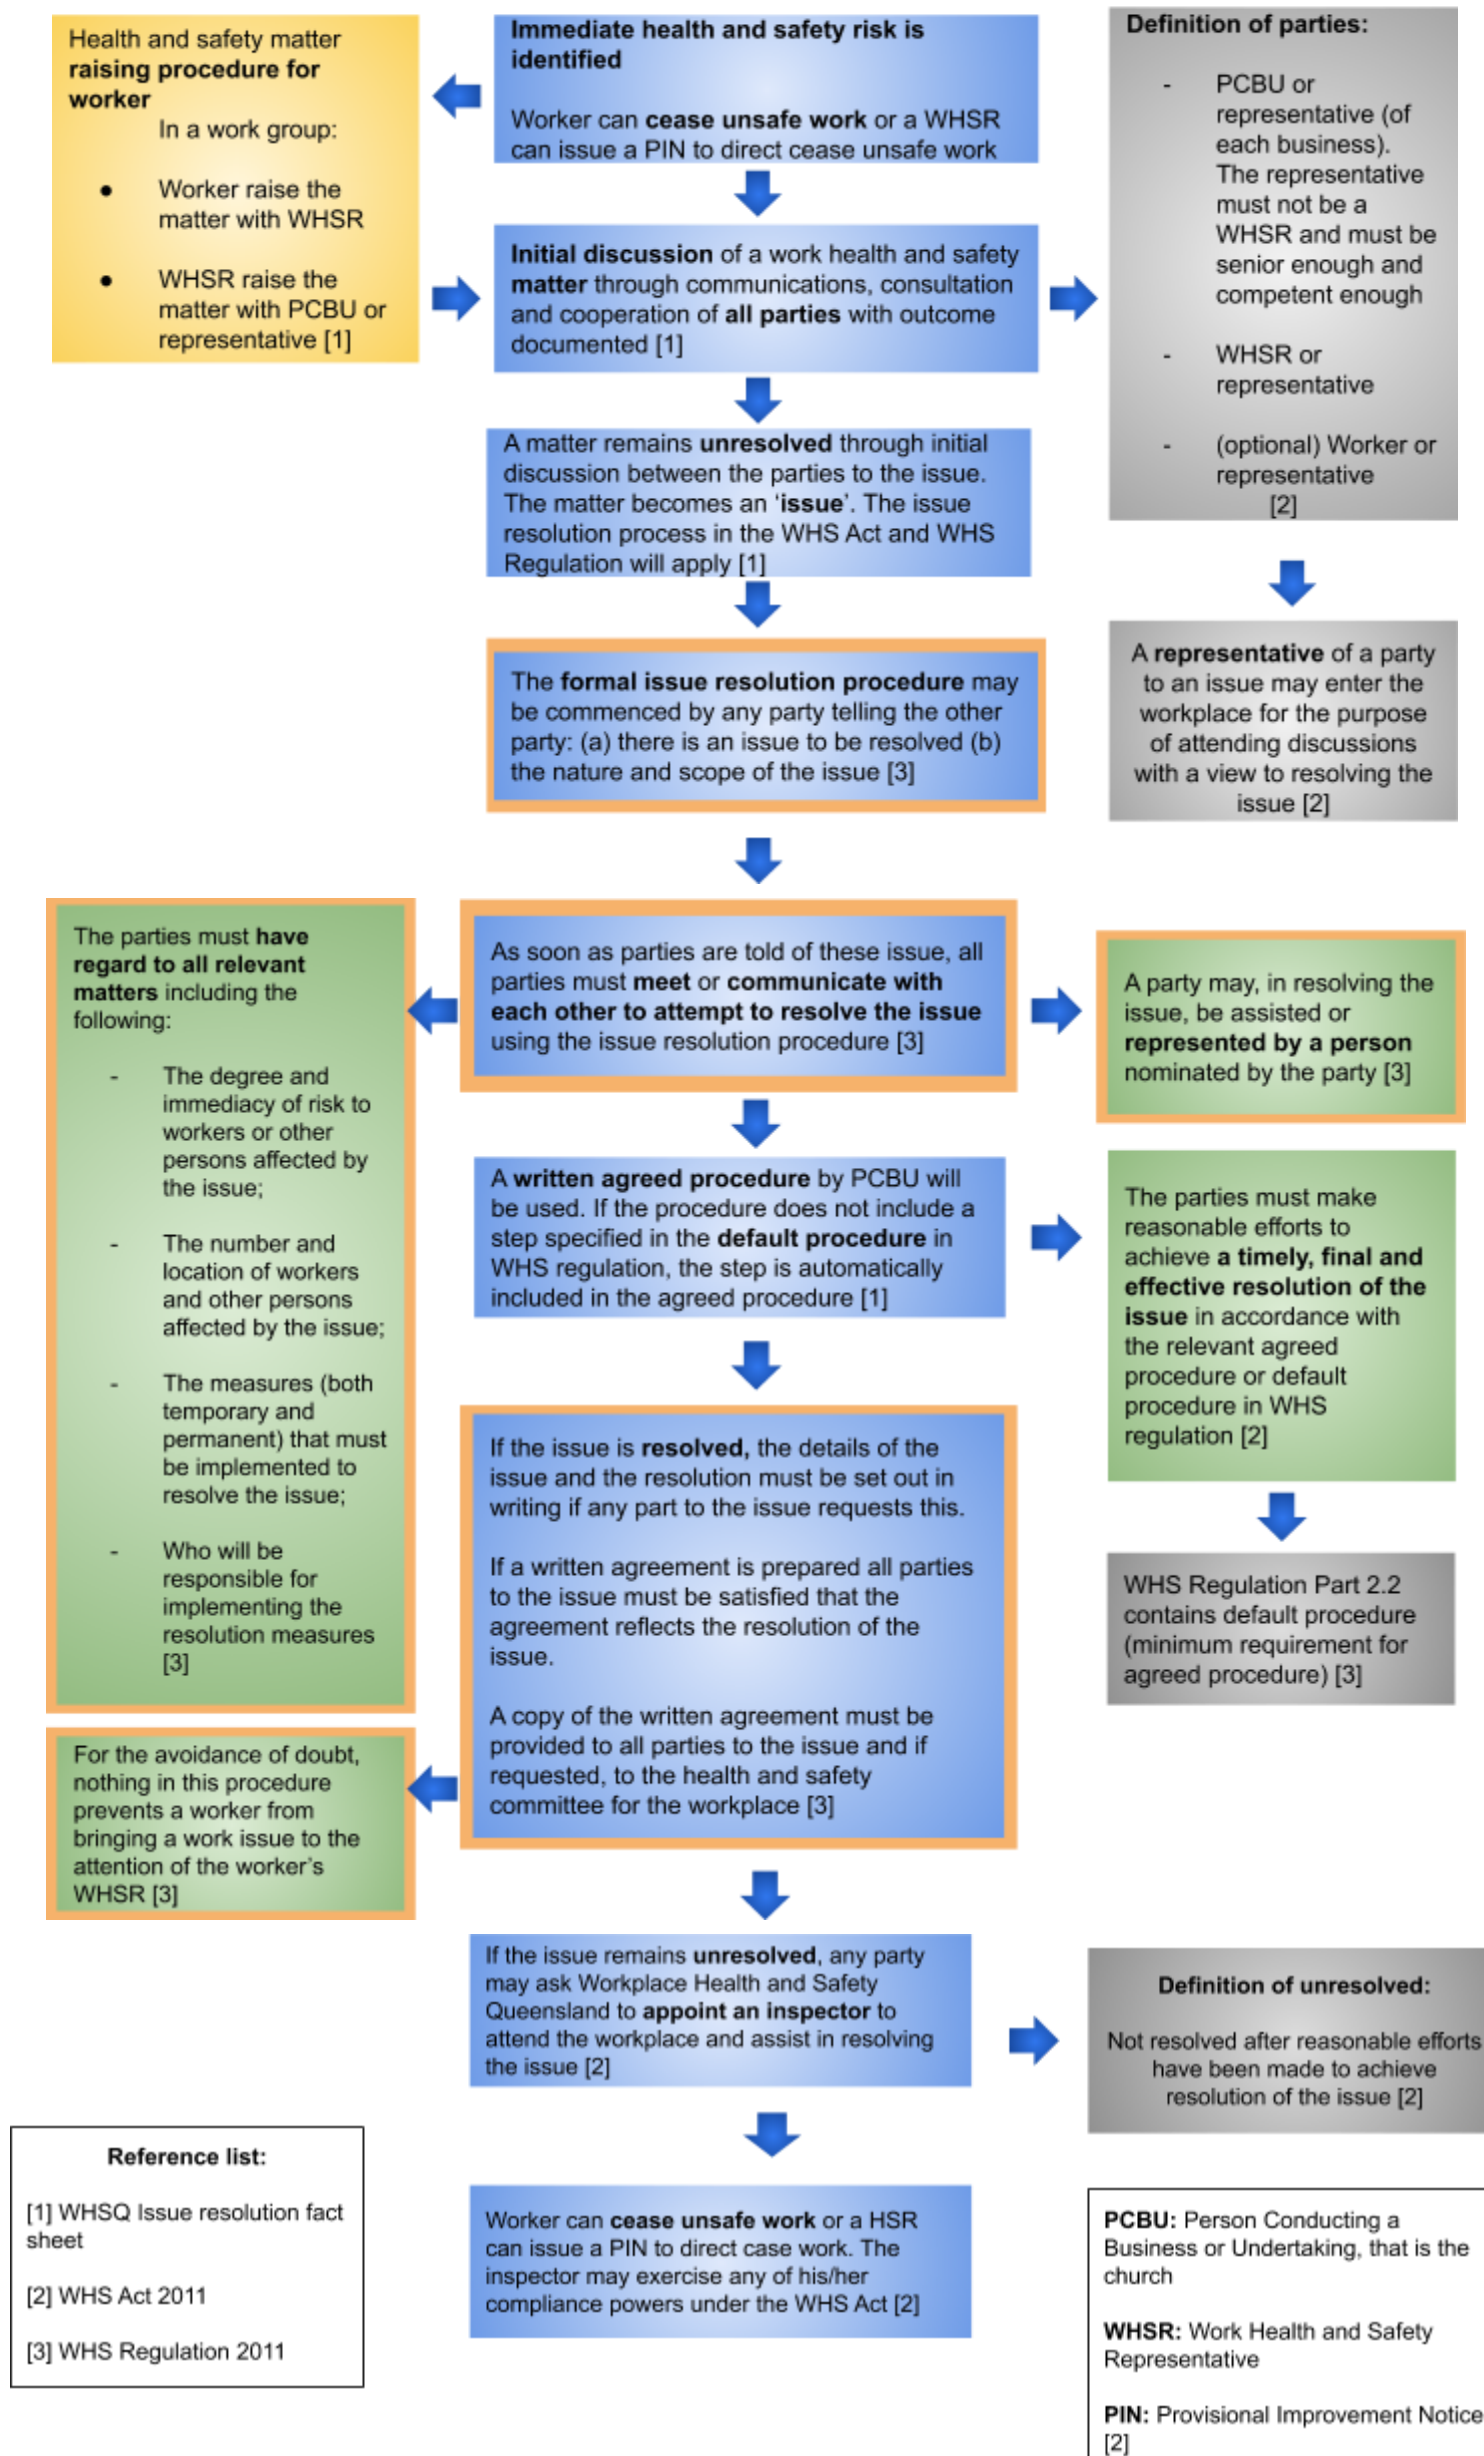 Health and safety matter
raising procedure for
worker
In a work group:
● Worker raise the
matter with WHSR
● WHSR raise the
matter with PCBU or
representative [1]
Immediate health and safety risk is
identified
Worker can cease unsafe work or a WHSR
can issue a PIN to direct cease unsafe work
Definition of parties:
- PCBU or
representative (of
each business).
The representative
must not be a
WHSR and must be
senior enough and
competent enough
- WHSR or
representative
- (optional) Worker or
representative
[2]
Initial discussion of a work health and safety
matter through communications, consultation
and cooperation of all parties with outcome
documented [1]
A matter remains unresolved through initial
discussion between the parties to the issue.
The matter becomes an ‘issue’. The issue
resolution process in the WHS Act and WHS
Regulation will apply [1]
A representative of a party
to an issue may enter the
workplace for the purpose
of attending discussions
with a view to resolving the
issue [2]
The formal issue resolution procedure may
be commenced by any party telling the other
party: (a) there is an issue to be resolved (b)
the nature and scope of the issue [3]
The parties must have
regard to all relevant
matters including the
following:
- The degree and
immediacy of risk to
workers or other
persons affected by
the issue;
- The number and
location of workers
and other persons
affected by the issue;
- The measures (both
temporary and
permanent) that must
be implemented to
resolve the issue;
- Who will be
responsible for
implementing the
resolution measures
[3]
As soon as parties are told of these issue, all
parties must meet or communicate with
each other to attempt to resolve the issue
using the issue resolution procedure [3]
A party may, in resolving the
issue, be assisted or
represented by a person
nominated by the party [3]
A written agreed procedure by PCBU will
be used. If the procedure does not include a
step specified in the default procedure in
WHS regulation, the step is automatically
included in the agreed procedure [1]
The parties must make
reasonable efforts to
achieve a timely, final and
effective resolution of the
issue in accordance with
the relevant agreed
procedure or default
procedure in WHS
regulation [2]
If the issue is resolved, the details of the
issue and the resolution must be set out in
writing if any part to the issue requests this.
If a written agreement is prepared all parties
to the issue must be satisfied that the
agreement reflects the resolution of the
issue.
A copy of the written agreement must be
provided to all parties to the issue and if
requested, to the health and safety
committee for the workplace [3]
WHS Regulation Part 2.2
contains default procedure
(minimum requirement for
agreed procedure) [3]
For the avoidance of doubt,
nothing in this procedure
prevents a worker from
bringing a work issue to the
attention of the worker’s
WHSR [3]
If the issue remains unresolved, any party
may ask Workplace Health and Safety
Queensland to appoint an inspector to
attend the workplace and assist in resolving
the issue [2]
Definition of unresolved:
Not resolved after reasonable efforts
have been made to achieve
resolution of the issue [2]
Worker can cease unsafe work or a HSR
can issue a PIN to direct case work. The
inspector may exercise any of his/her
compliance powers under the WHS Act [2]
Reference list:
[1] WHSQ Issue resolution fact
sheet
[2] WHS Act 2011
[3] WHS Regulation 2011
PCBU: Person Conducting a
Business or Undertaking, that is the
church
WHSR: Work Health and Safety
Representative
PIN: Provisional Improvement Notice
[2]